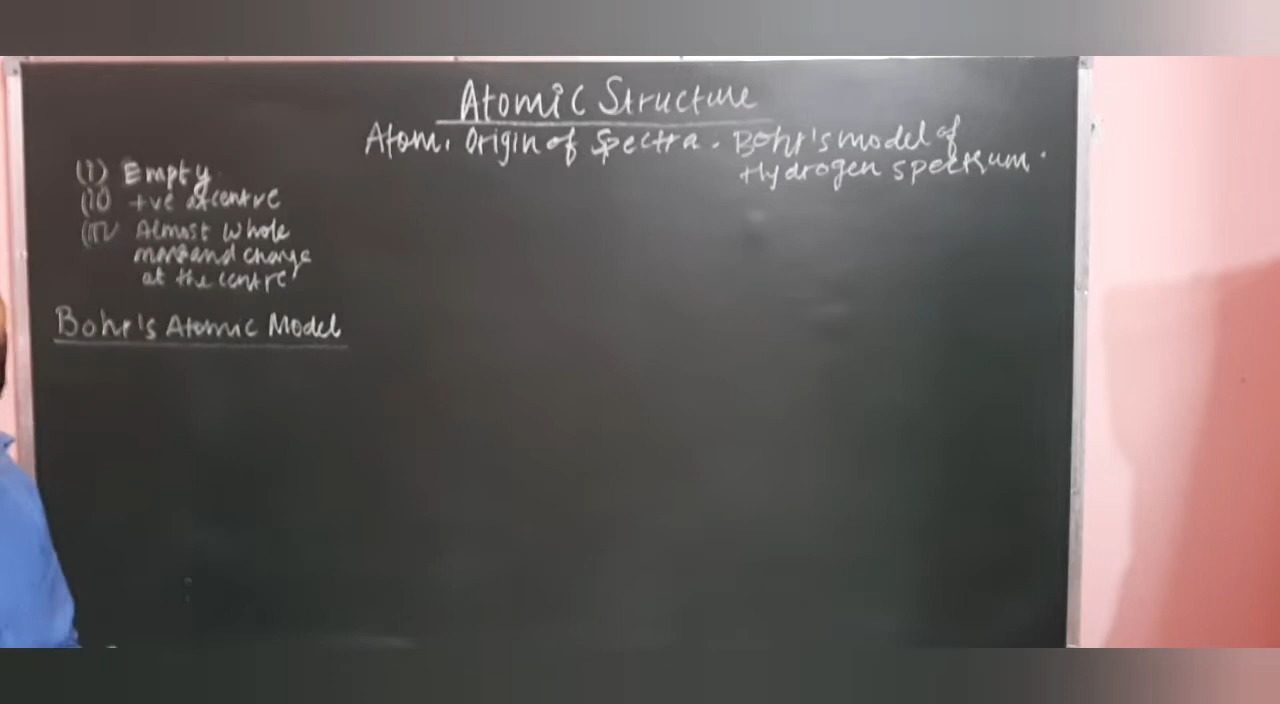 Atomic Structure
Atom. Origin of Spectra. Bohr's model of
Hydrogen spectrum.
(i) Empty
(ii) +ve at centre
(iii) Almost whole
mass and charge
at the centre
Bohr's Atomic Model